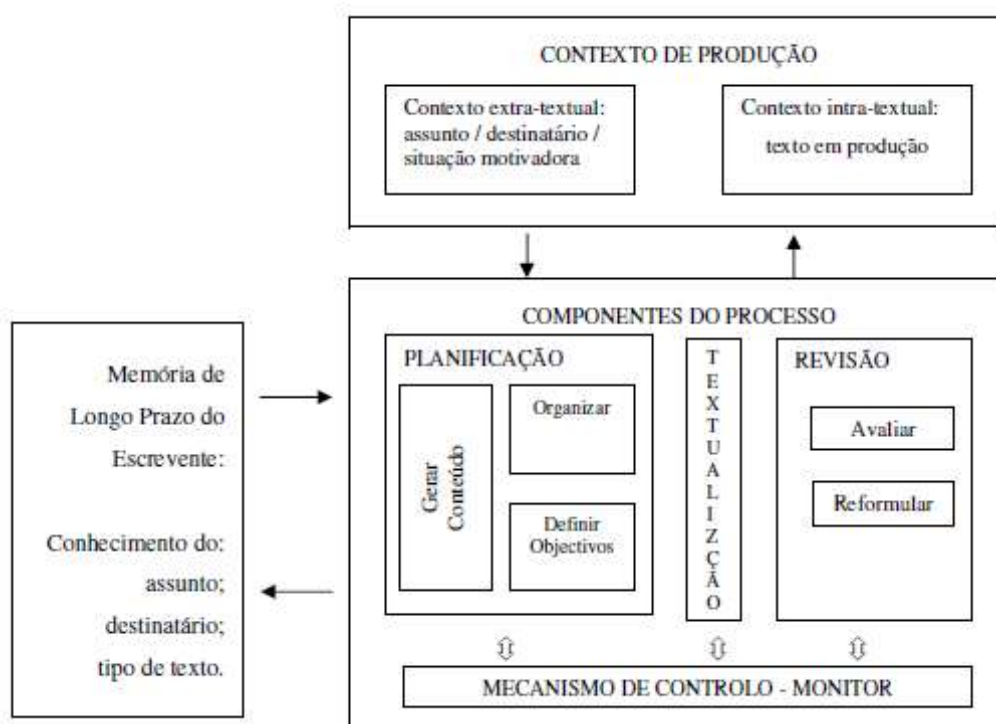 CONTEXTO DE PRODUÇÃO
Contexto extra-textual:
assunto / destinatário /
situação motivadora
Contexto intra-textual:
texto em produção
Memória de
Longo Prazo do
Escrevente:
Conhecimento do:
assunto;
destinatário;
tipo de texto.
COMPONENTES DO PROCESSO
PLANIFICAÇÃO
Gerar
Conteúdo
Organizar
Definir
Objectivos
TEXTUALIZÇÃO
REVISÃO
Avaliar
Reformular
MECANISMO DE CONTROLO - MONITOR